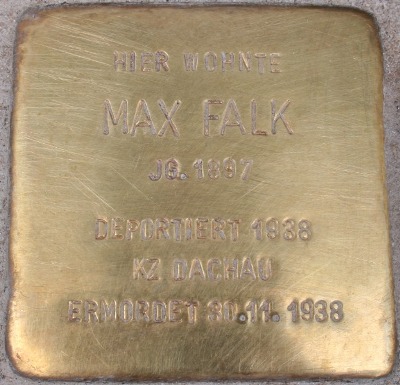 HIER WOHNTE
MAX FALK
JG. 1897
DEPORTIERT 1938
KZ DACHAU
ERMORDET 30.11.1938